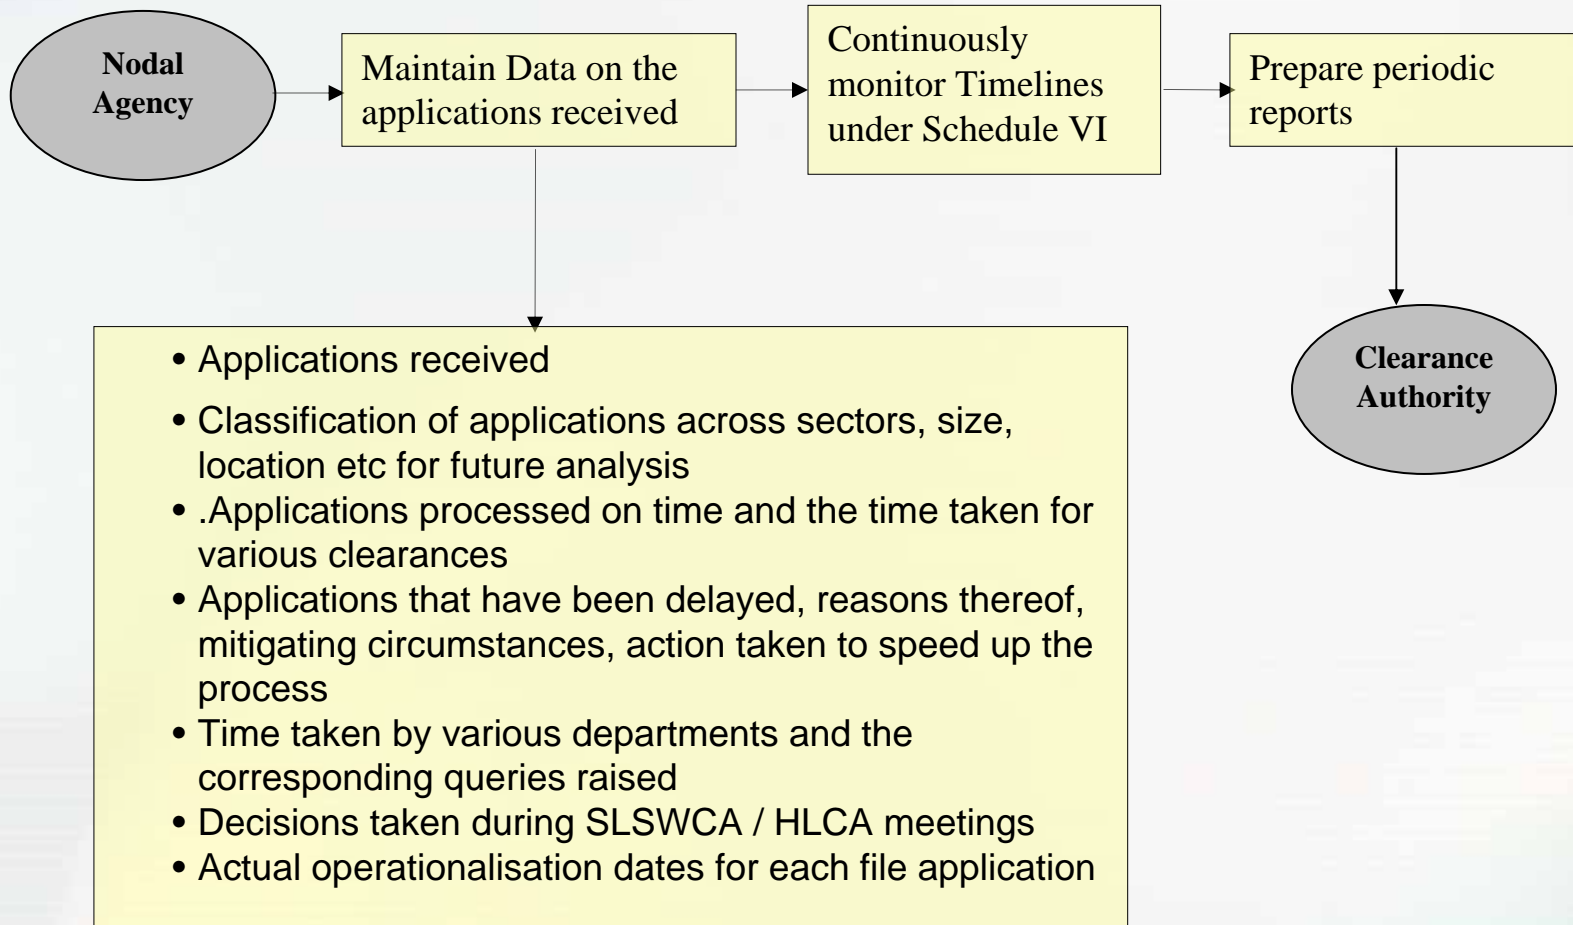 Nodal
Agency
Maintain Data on the
applications received
Continuously
monitor Timelines
under Schedule VI
Prepare periodic
reports
• Applications received
• Classification of applications across sectors, size,
location etc for future analysis
• .Applications processed on time and the time taken for
various clearances
• Applications that have been delayed, reasons thereof,
mitigating circumstances, action taken to speed up the
process
• Time taken by various departments and the
corresponding queries raised
• Decisions taken during SLSWCA / HLCA meetings
• Actual operationalisation dates for each file application
Clearance
Authority